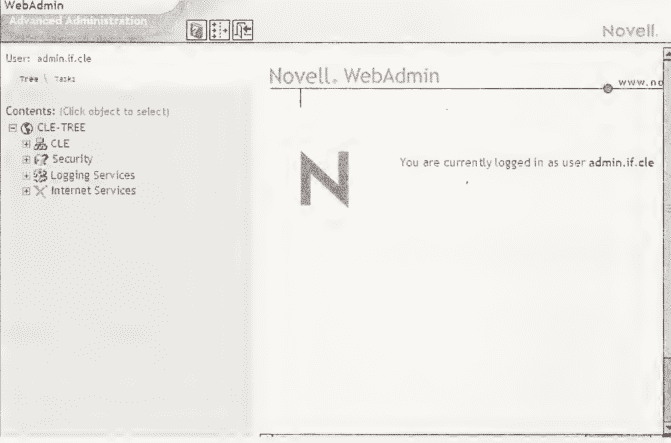 WebAdmin
Advanced Administration
Novell.
User: admin.if.cle
Tree \ Tasks
Novell. WebAdmin
www.no
Contents: (Click object to select)
CLE-TREE
CLE
Security
Logging Services
Internet Services
N
You are currently logged in as user admin.if.cle